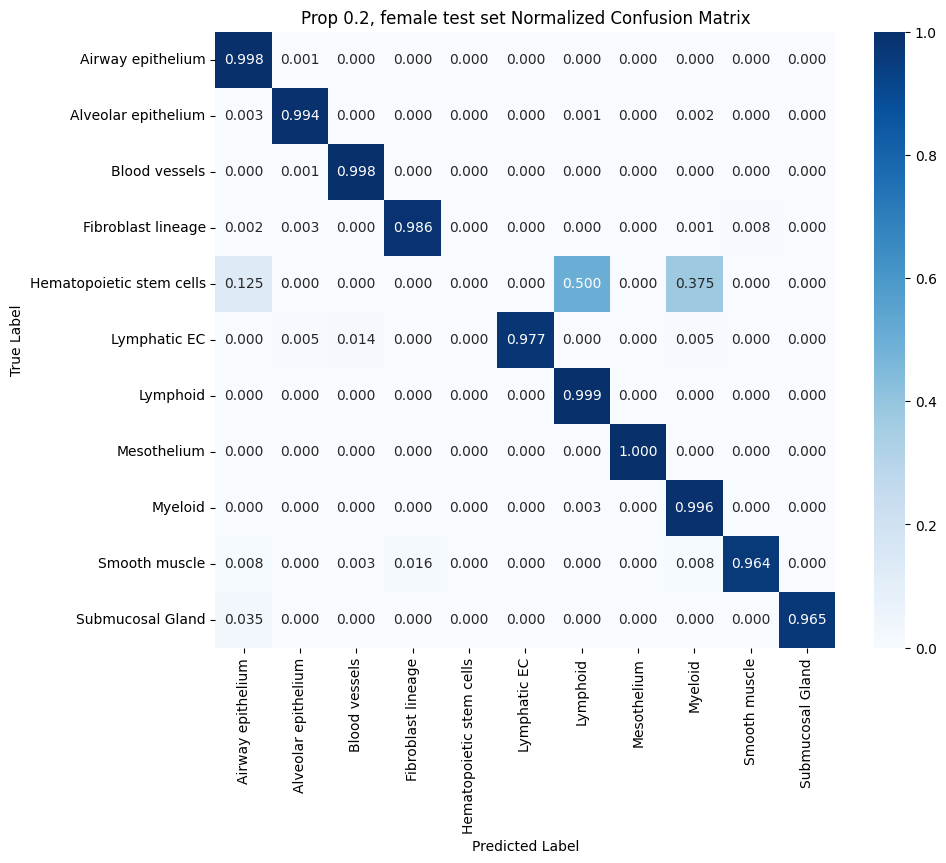 Prop 0.2, female test set Normalized Confusion Matrix
Airway epithelium 0.998 0.001 0.000 0.000 0.000 0.000 0.000 0.000 0.000 0.000 0.000
Alveolar epithelium 0.003 0.994 0.000 0.000 0.000 0.000 0.001 0.000 0.002 0.000 0.000
Blood vessels 0.000 0.001 0.998 0.000 0.000 0.000 0.000 0.000 0.000 0.000 0.000
Fibroblast lineage 0.002 0.003 0.000 0.986 0.000 0.000 0.000 0.000 0.001 0.008 0.000
Hematopoietic stem cells 0.125 0.000 0.000 0.000 0.000 0.000 0.500 0.000 0.375 0.000 0.000
Lymphatic EC 0.000 0.005 0.014 0.000 0.000 0.977 0.000 0.000 0.005 0.000 0.000
Lymphoid 0.000 0.000 0.000 0.000 0.000 0.000 0.999 0.000 0.000 0.000 0.000
Mesothelium 0.000 0.000 0.000 0.000 0.000 0.000 0.000 1.000 0.000 0.000 0.000
Myeloid 0.000 0.000 0.000 0.000 0.000 0.000 0.003 0.000 0.996 0.000 0.000
Smooth muscle 0.008 0.000 0.003 0.016 0.000 0.000 0.000 0.000 0.008 0.964 0.000
Submucosal Gland 0.035 0.000 0.000 0.000 0.000 0.000 0.000 0.000 0.000 0.000 0.965
True Label
Airway epithelium
Alveolar epithelium
Blood vessels
Fibroblast lineage
Hematopoietic stem cells
Lymphatic EC
Lymphoid
Mesothelium
Myeloid
Smooth muscle
Submucosal Gland
Predicted Label
1.0
0.8
0.6
0.4
0.2
0.0